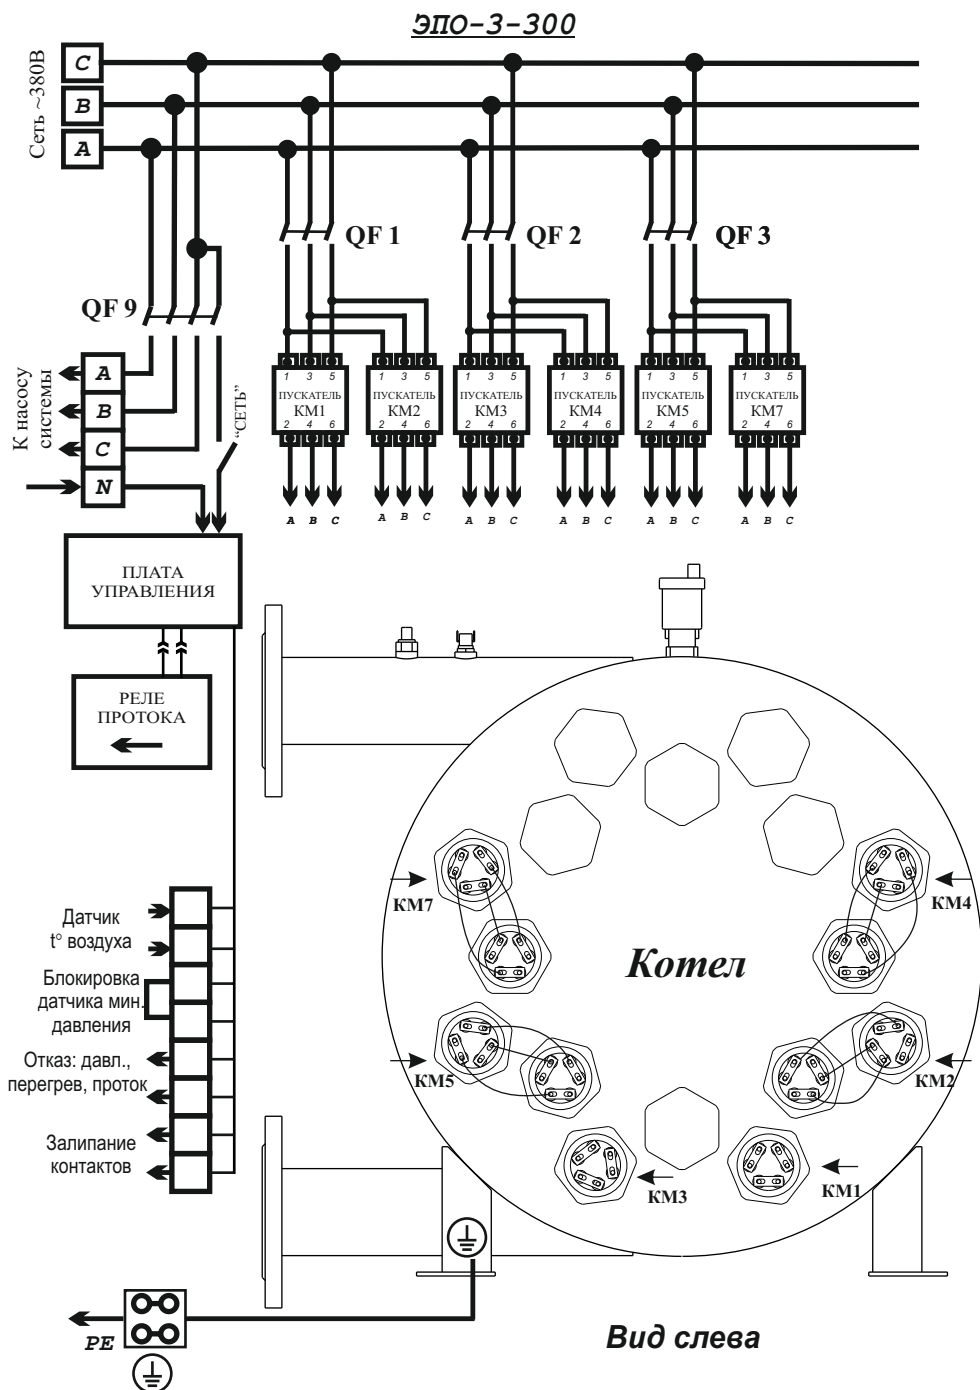 ЭПО-3-300
Сеть ~380В
C
B
A
QF 1
QF 2
QF 3
QF 9
К насосу
системы
A
B
C
N
“СЕТЬ”
1 3 5
ПУСКАТЕЛЬ
КМ1
2 4 6
A B C
1 3 5
ПУСКАТЕЛЬ
КМ2
2 4 6
A B C
1 3 5
ПУСКАТЕЛЬ
КМ3
2 4 6
A B C
1 3 5
ПУСКАТЕЛЬ
КМ4
2 4 6
A B C
1 3 5
ПУСКАТЕЛЬ
КМ5
2 4 6
A B C
1 3 5
ПУСКАТЕЛЬ
КМ7
2 4 6
A B C
ПЛАТА
УПРАВЛЕНИЯ
РЕЛЕ
ПРОТОКА
Датчик
t° воздуха
Блокировка
датчика мин.
давления
Отказ: давл.,
перегрев, проток
Залипание
контактов
КМ7
КМ4
Котел
КМ5
КМ2
КМ3
КМ1
PE
Вид слева